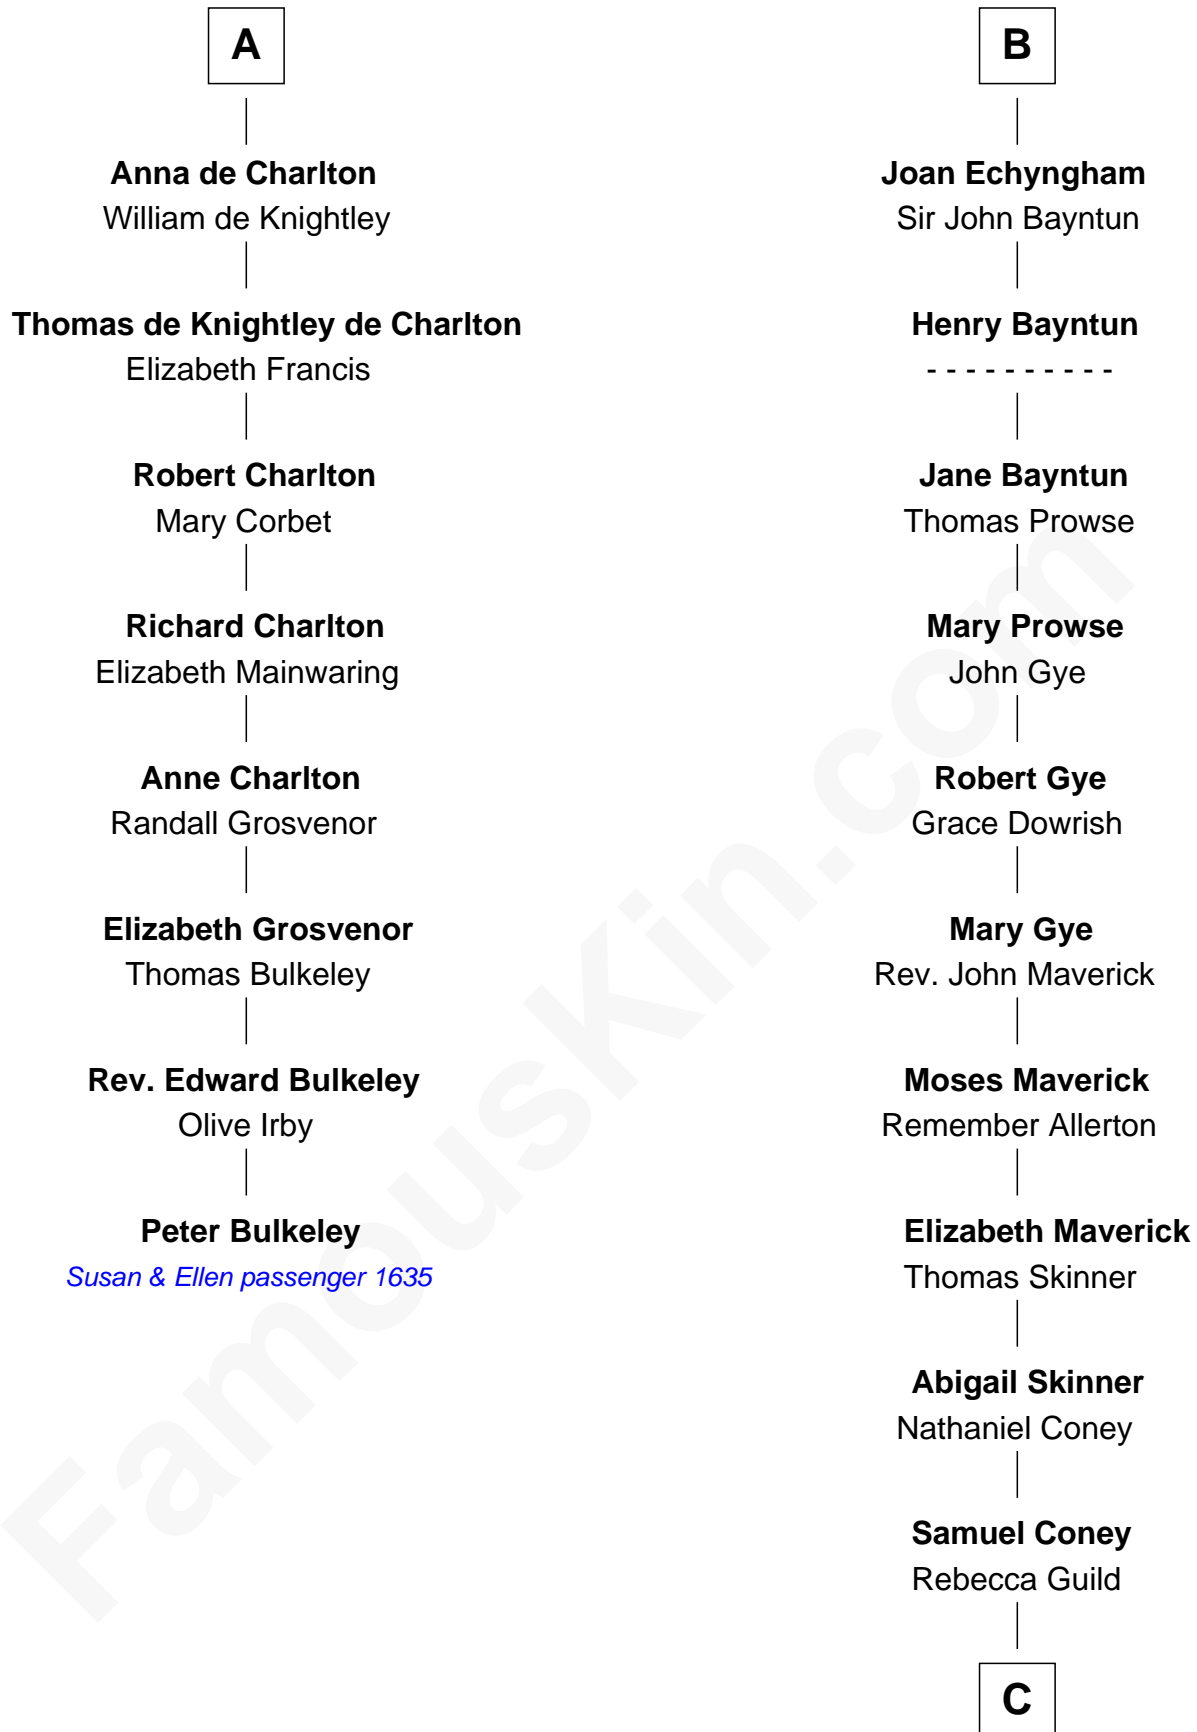 A
Anna de Charlton
William de Knightley
Thomas de Knightley de Charlton
Elizabeth Francis
Robert Charlton
Mary Corbet
Richard Charlton
Elizabeth Mainwaring
Anne Charlton
Randall Grosvenor
Elizabeth Grosvenor
Thomas Bulkeley
Rev. Edward Bulkeley
Olive Irby
Peter Bulkeley
Susan & Ellen passenger 1635
B
Joan Echyngham
Sir John Bayntun
Henry Bayntun
- - - - - - - - - -
Jane Bayntun
Thomas Prowse
Mary Prowse
John Gye
Robert Gye
Grace Dowrish
Mary Gye
Rev. John Maverick
Moses Maverick
Remember Allerton
Elizabeth Maverick
Thomas Skinner
Abigail Skinner
Nathaniel Coney
Samuel Coney
Rebecca Guild
C
FamousKin.com